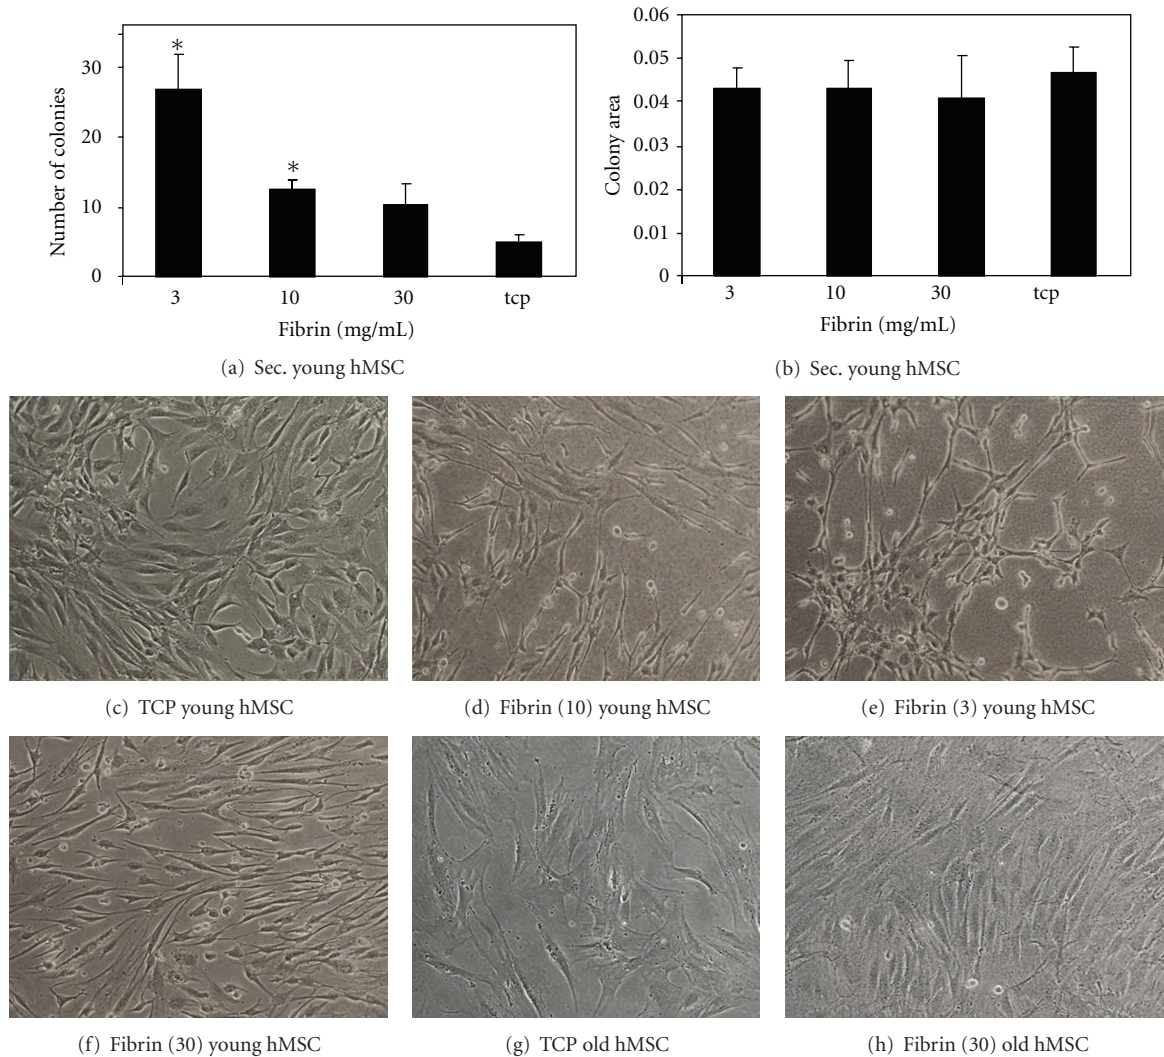 Number of colonies
30
20
10
0
*
*
3 10 30 tcp
Fibrin (mg/mL)
(a) Sec. young hMSC
Colony area
0.06
0.05
0.04
0.03
0.02
0.01
0
3 10 30 tcp
Fibrin (mg/mL)
(b) Sec. young hMSC
(c) TCP young hMSC
(d) Fibrin (10) young hMSC
(e) Fibrin (3) young hMSC
(f) Fibrin (30) young hMSC
(g) TCP old hMSC
(h) Fibrin (30) old hMSC